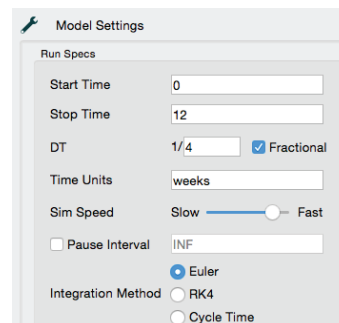 Model Settings
Run Specs
Start Time 0
Stop Time 12
DT 1/4 Fractional
Time Units weeks
Sim Speed Slow Fast
Pause Interval INF
Euler
Integration Method RK4
Cycle Time